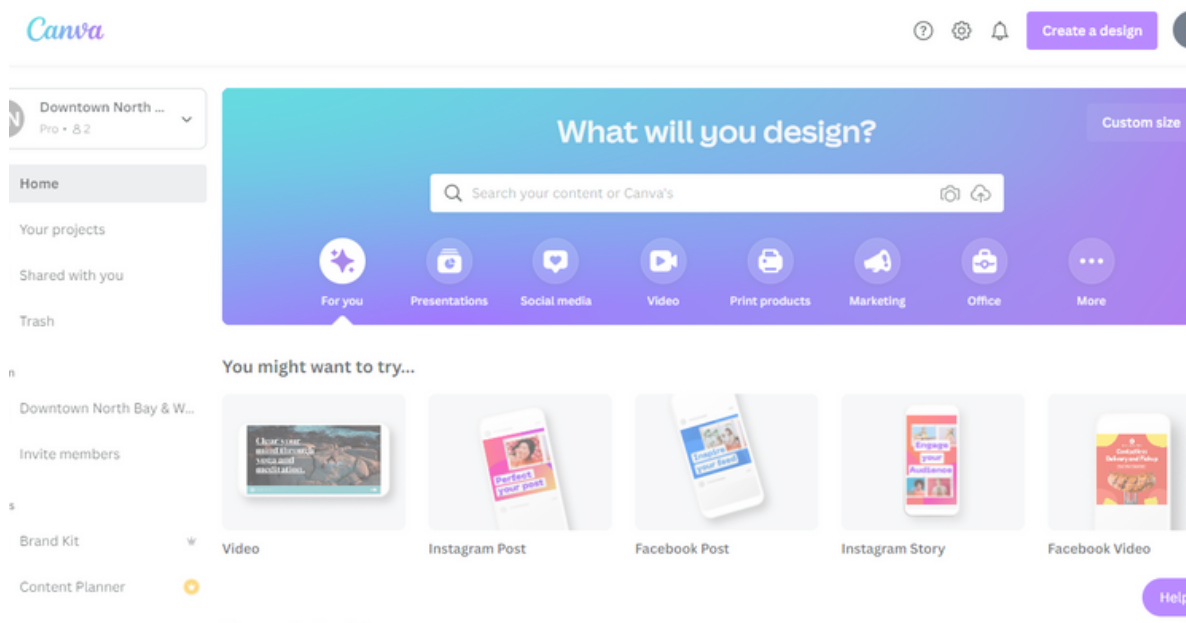 Canva
Create a design
Downtown North ...
Pro • 2
Home
Your projects
Shared with you
Trash
n
Downtown North Bay & W...
Invite members
s
Brand Kit
Content Planner
What will you design?
Custom size
Search your content or Canva's
For you
Presentations
Social media
Video
Print products
Marketing
Office
More
You might want to try...
Clear your
mind through
yoga and
meditation.
Video
Perfect
your post
Instagram Post
Inspire
your feed
Facebook Post
Engage
your
Audience
Instagram Story
Contactless
Delivery and Pickup
Facebook Video
Help